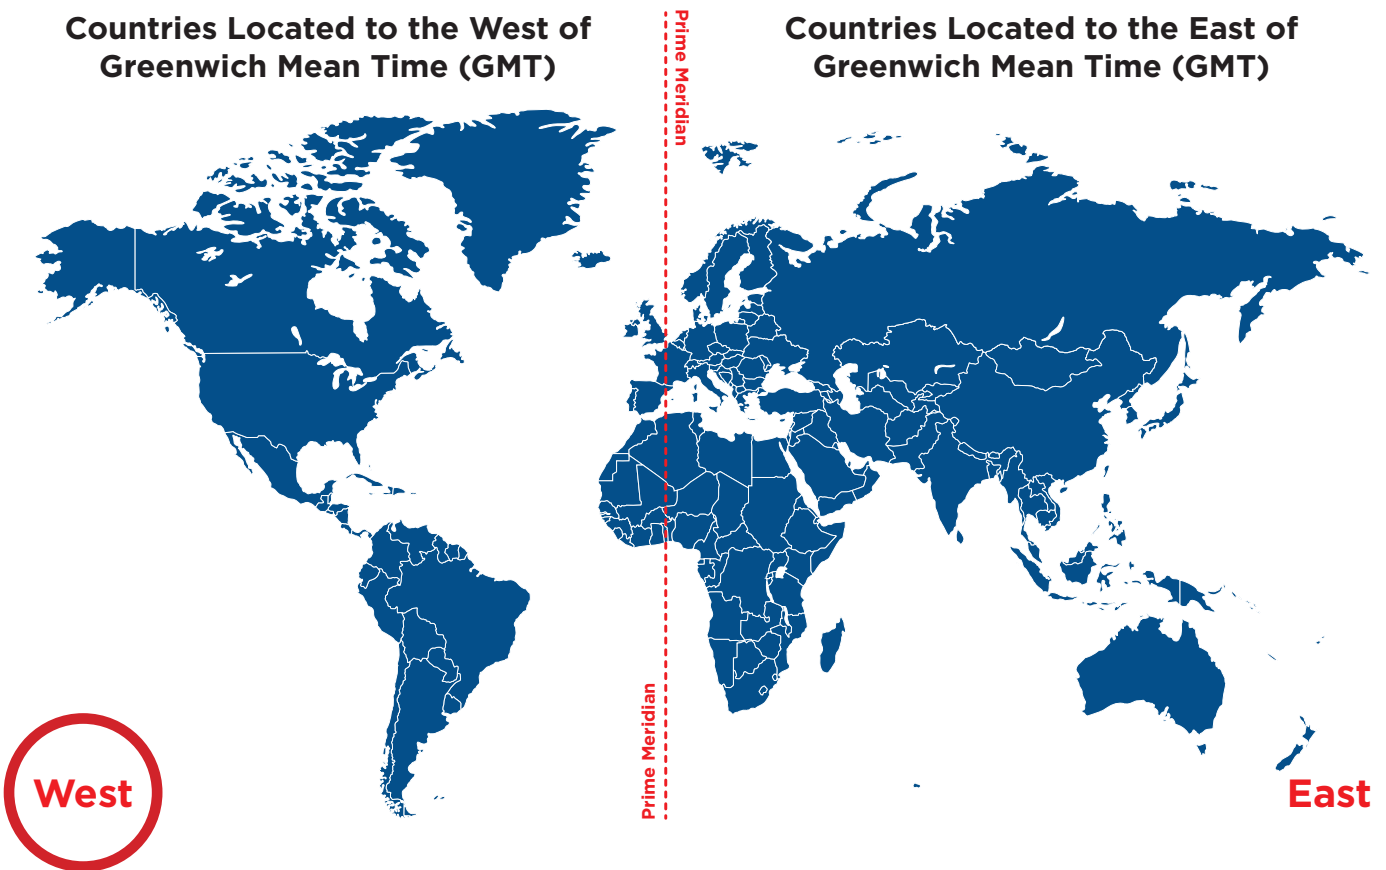 Countries Located to the West of
Greenwich Mean Time (GMT)
Prime Meridian
Countries Located to the East of
Greenwich Mean Time (GMT)
Prime Meridian
West
East